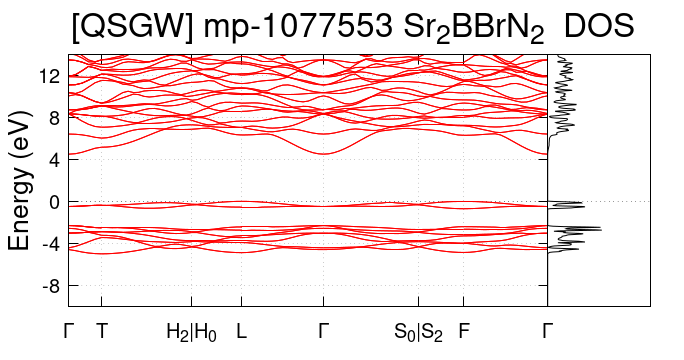 [QSGW] mp-1077553 Sr₂BBrN₂ DOS
Energy (eV)
12
8
4
0
-4
-8
Γ T H₂|H₀ L Γ S₀|S₂ F Γ